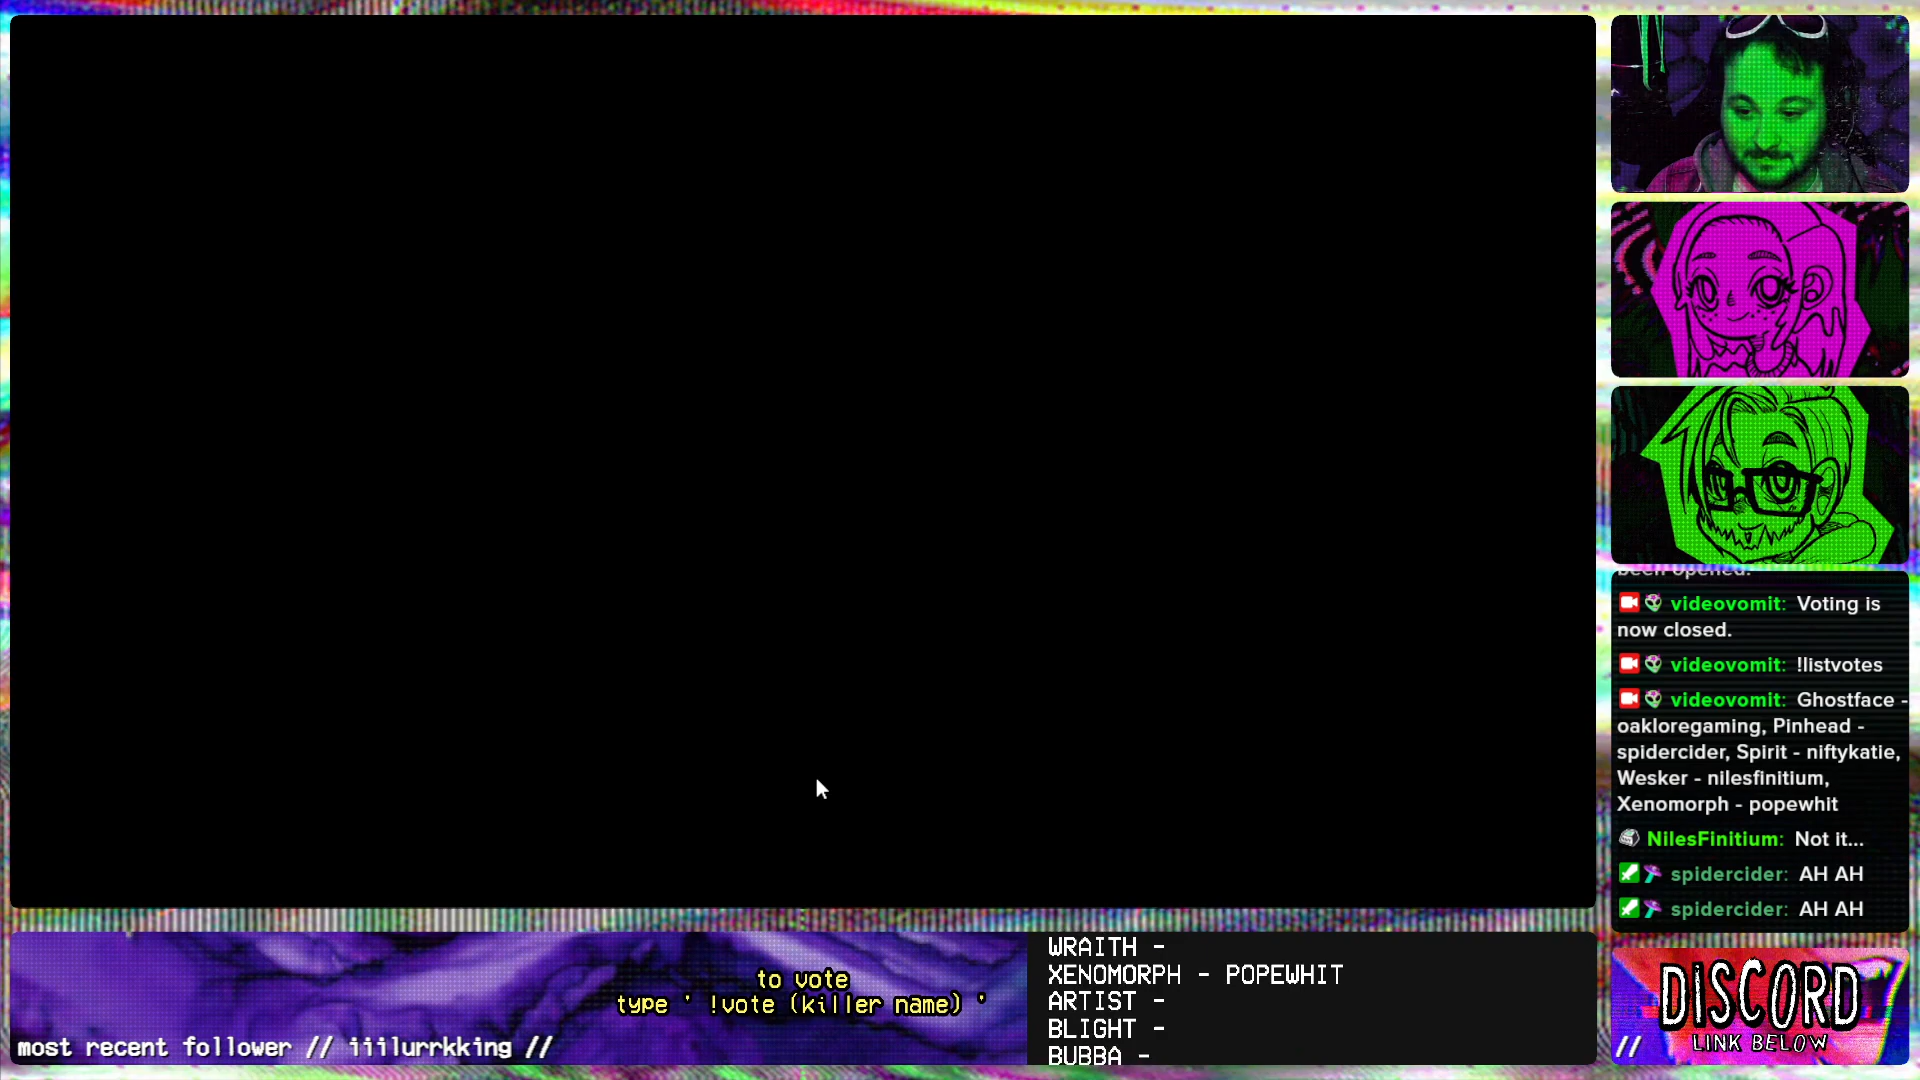 been opened.
videovomit: Voting is
now closed.
videovomit: !listvotes
videovomit: Ghostface -
oakloregaming, Pinhead -
spidercider, Spirit - niftykatie,
Wesker - nilesfinitium,
Xenomorph - popewhit
NilesFinitium: Not it...
spidercider: AH AH
spidercider: AH AH
to vote
type ' !vote (killer name) '
most recent follower // iiilurrkking //
WRAITH -
XENOMORPH - POPEWHIT
ARTIST -
BLIGHT -
BUBBA -
DISCORD
// LINK BELOW